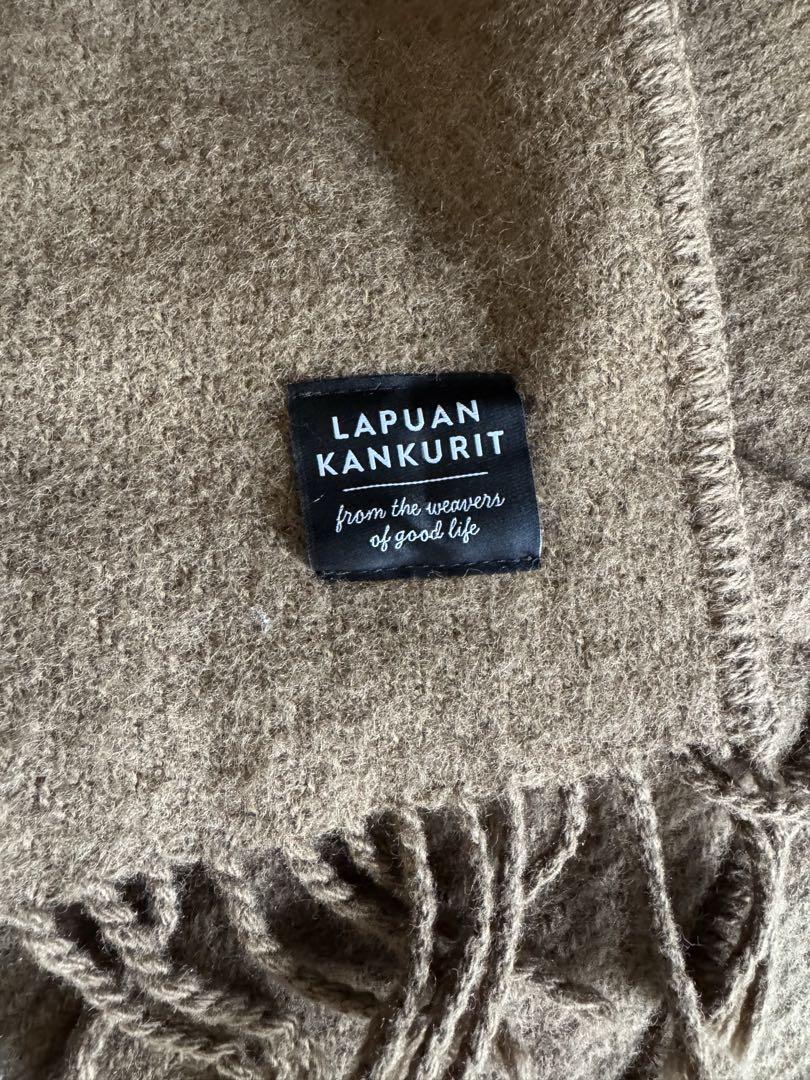 LAPUAN
KANKURIT
from the weavers
of good life